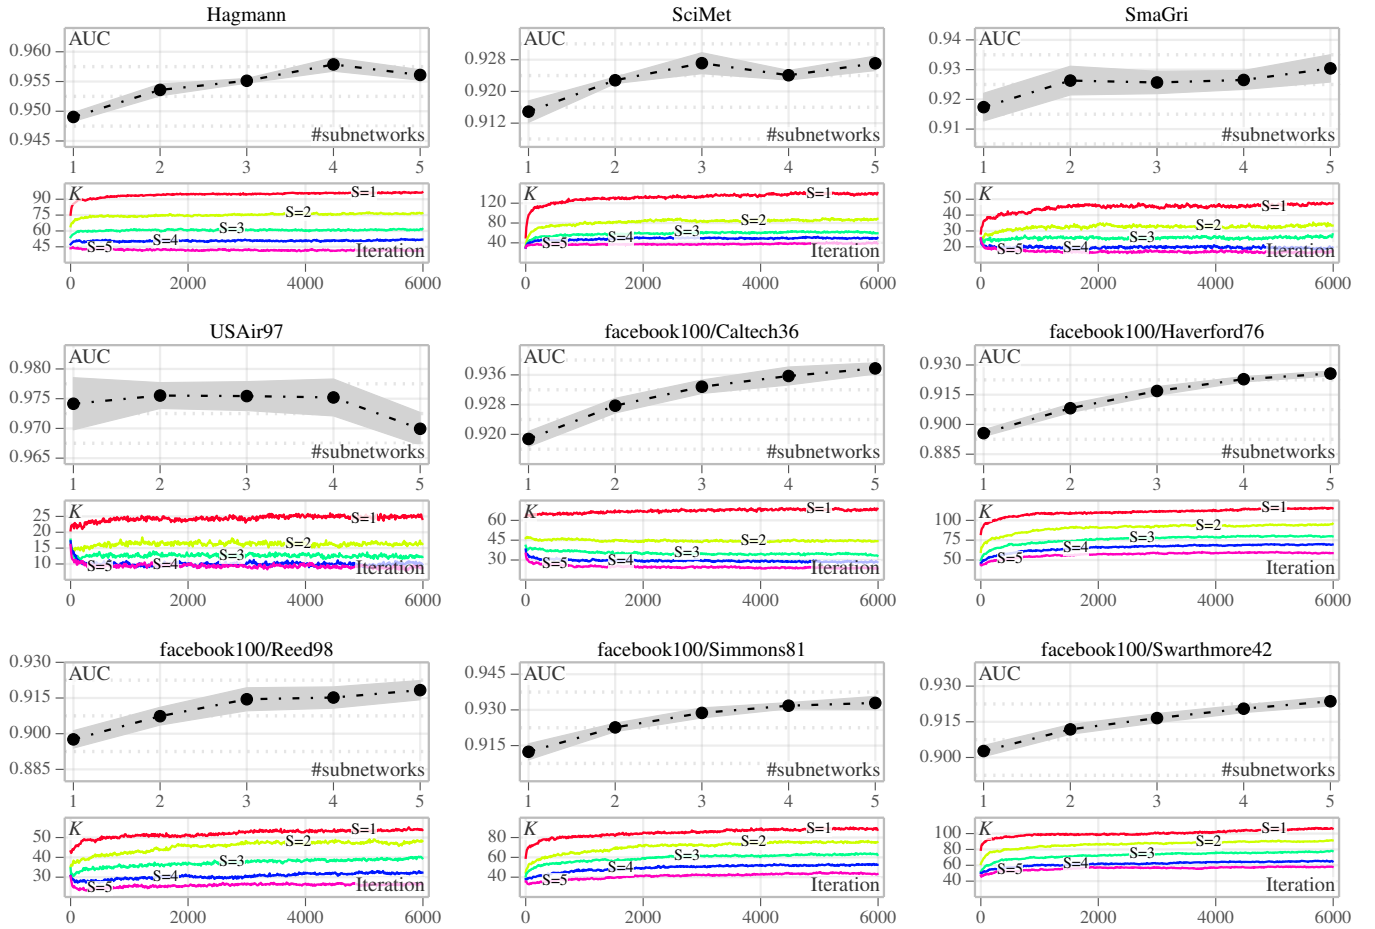 Hagmann
AUC
0.960
0.955
0.950
0.945
#subnetworks
1 2 3 4 5
K
90
75
60
45
S=1
S=2
S=3
S=4
S=5
Iteration
0 2000 4000 6000
SciMet
AUC
0.928
0.920
0.912
#subnetworks
1 2 3 4 5
K
120
80
40
S=1
S=2
S=3
S=4
S=5
Iteration
0 2000 4000 6000
SmaGri
AUC
0.94
0.93
0.92
0.91
#subnetworks
1 2 3 4 5
K
50
40
30
20
S=1
S=2
S=3
S=4
S=5
Iteration
0 2000 4000 6000
USAir97
AUC
0.980
0.975
0.970
0.965
#subnetworks
1 2 3 4 5
K
25
20
15
10
S=1
S=2
S=3
S=4
S=5
Iteration
0 2000 4000 6000
facebook100/Caltech36
AUC
0.936
0.928
0.920
#subnetworks
1 2 3 4 5
K
60
45
30
S=1
S=2
S=3
S=4
S=5
Iteration
0 2000 4000 6000
facebook100/Haverford76
AUC
0.930
0.915
0.900
0.885
#subnetworks
1 2 3 4 5
K
100
75
50
S=1
S=2
S=3
S=4
S=5
Iteration
0 2000 4000 6000
facebook100/Reed98
AUC
0.930
0.915
0.900
0.885
#subnetworks
1 2 3 4 5
K
50
40
30
S=1
S=2
S=3
S=4
S=5
Iteration
0 2000 4000 6000
facebook100/Simmons81
AUC
0.945
0.930
0.915
#subnetworks
1 2 3 4 5
K
80
60
40
S=1
S=2
S=3
S=4
S=5
Iteration
0 2000 4000 6000
facebook100/Swarthmore42
AUC
0.930
0.915
0.900
#subnetworks
1 2 3 4 5
K
100
80
60
40
S=1
S=2
S=3
S=4
S=5
Iteration
0 2000 4000 6000